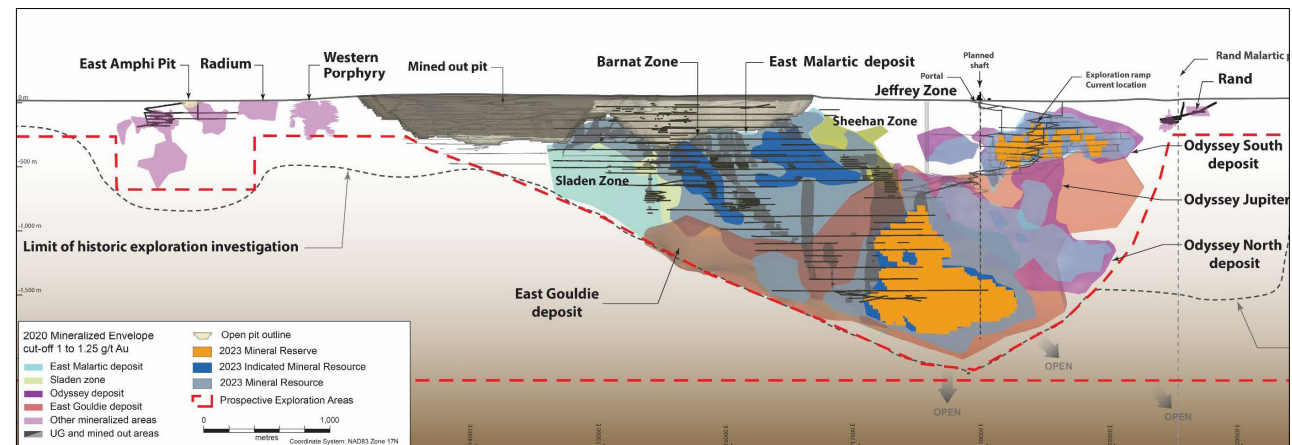 East Amphi Pit
Radium
Western
Porphyry
Mined out pit
Barnat Zone
East Malartic deposit
Planned
shaft
Portal
Jeffrey Zone
Exploration ramp
Current location
Rand Malartic p
Rand
0 m
Sheehan Zone
Odyssey South
deposit
-500 m
Sladen Zone
Odyssey Jupiter
-1,000 m
Limit of historic exploration investigation
Odyssey North
deposit
East Gouldie
deposit
-1,500 m
OPEN
OPEN
OPEN
2020 Mineralized Envelope
cut-off 1 to 1.25 g/t Au
East Malartic deposit
Sladen zone
Odyssey deposit
East Gouldie deposit
Other mineralized areas
UG and mined out areas
Open pit outline
2023 Mineral Reserve
2023 Indicated Mineral Resource
2023 Mineral Resource
Prospective Exploration Areas
0 1,000
metres
Coordinate System: NAD83 Zone 17N